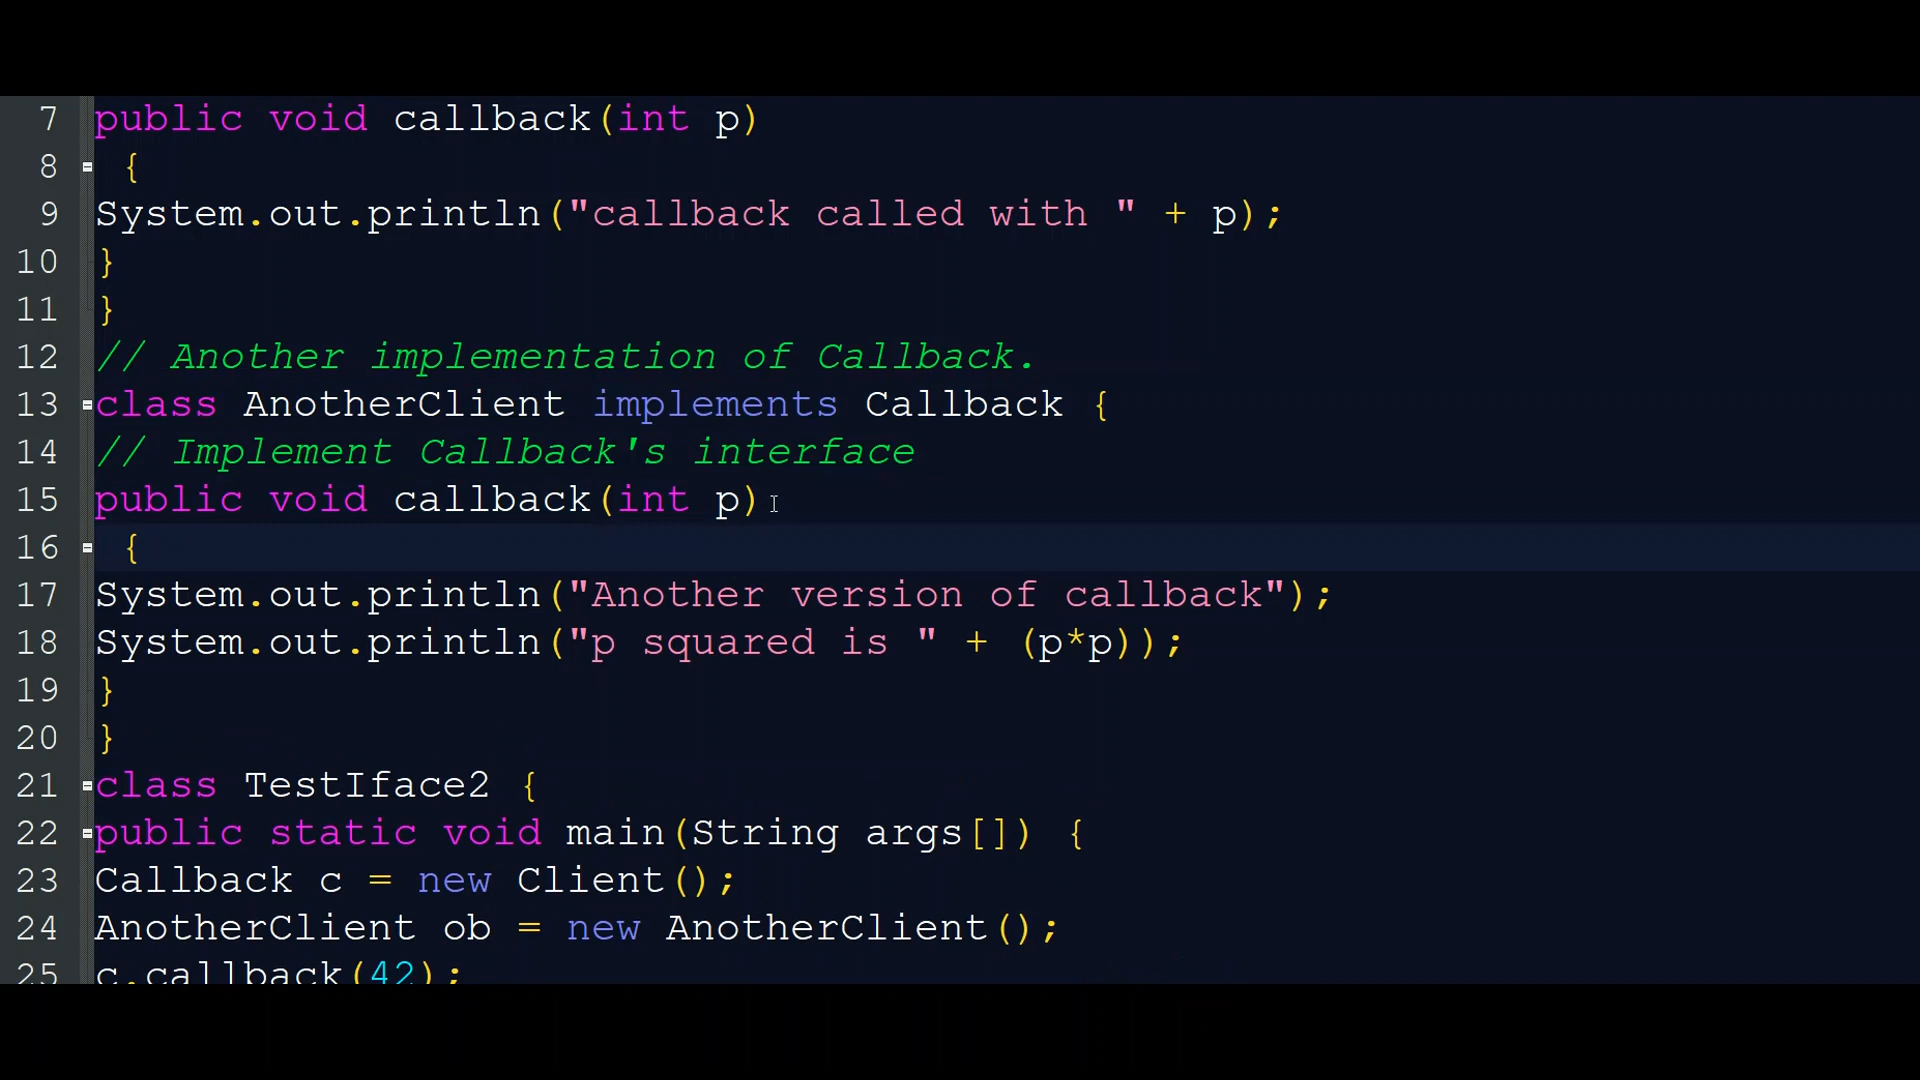 7 public void callback(int p)
8 {
9 System.out.println("callback called with " + p);
10 }
11 }
12 // Another implementation of Callback.
13 class AnotherClient implements Callback {
14 // Implement Callback's interface
15 public void callback(int p)
16 {
17 System.out.println("Another version of callback");
18 System.out.println("p squared is " + (p*p));
19 }
20 }
21 class TestIface2 {
22 public static void main(String args[]) {
23 Callback c = new Client();
24 AnotherClient ob = new AnotherClient();
25 c.callback(42);